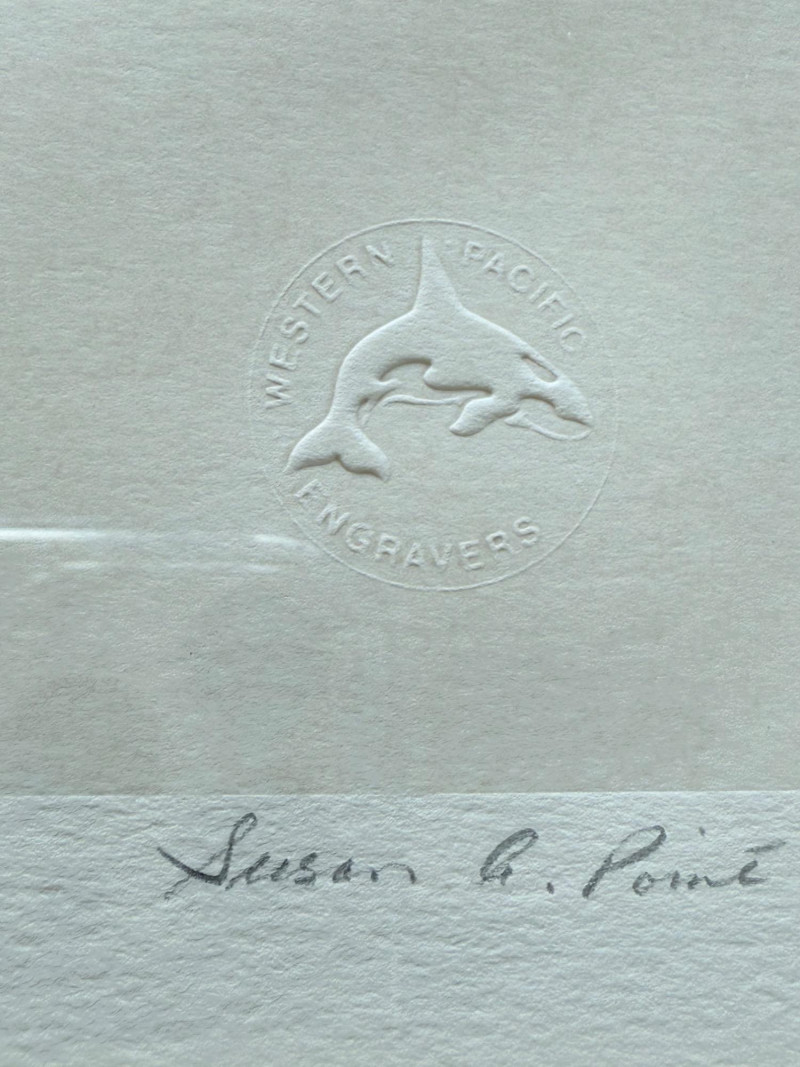 WESTERN PACIFIC
ENGRAVERS
Susan A. Point